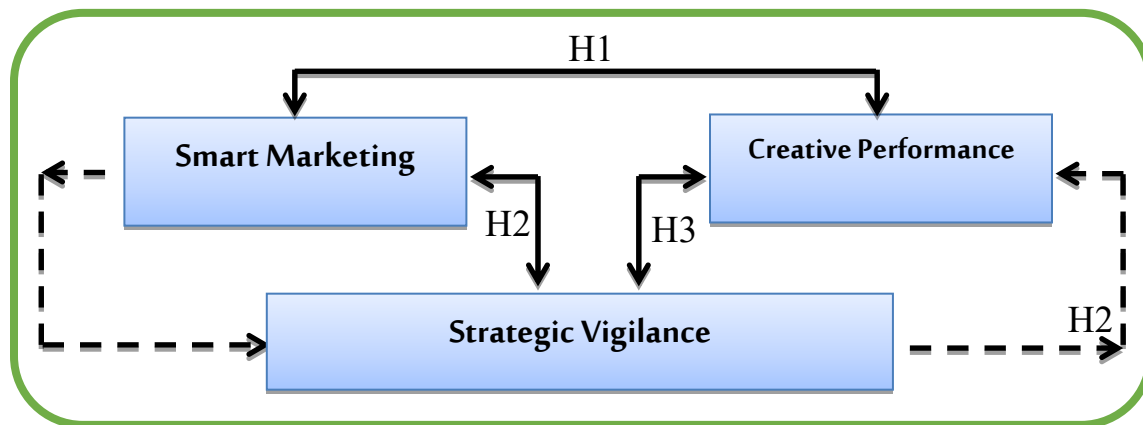 H1
Smart Marketing
Creative Performance
H2
H3
Strategic Vigilance
H2